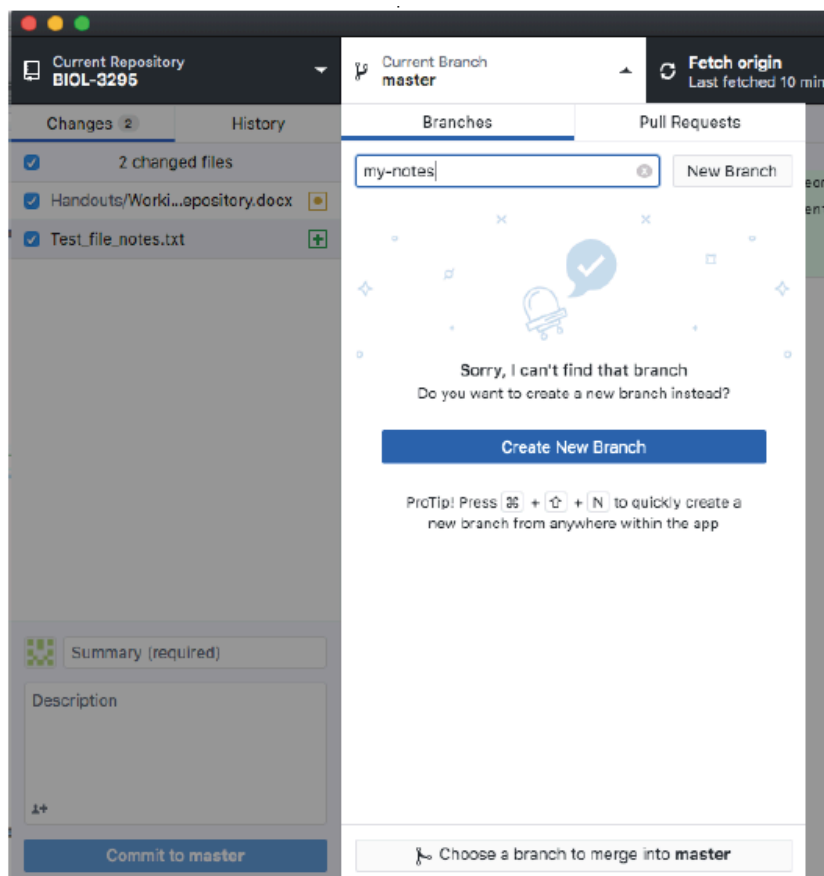 Current Repository
BIOL-3295
Current Branch
master
Fetch origin
Last fetched 10 min
Changes 2
History
Branches
Pull Requests
2 changed files
my-notes
New Branch
Handouts/Worki...epository.docx
Test_file_notes.txt
Sorry, I can't find that branch
Do you want to create a new branch instead?
Create New Branch
ProTip! Press ⌘ + ⇧ + N to quickly create a
new branch from anywhere within the app
Summary (required)
Description
Commit to master
Choose a branch to merge into master